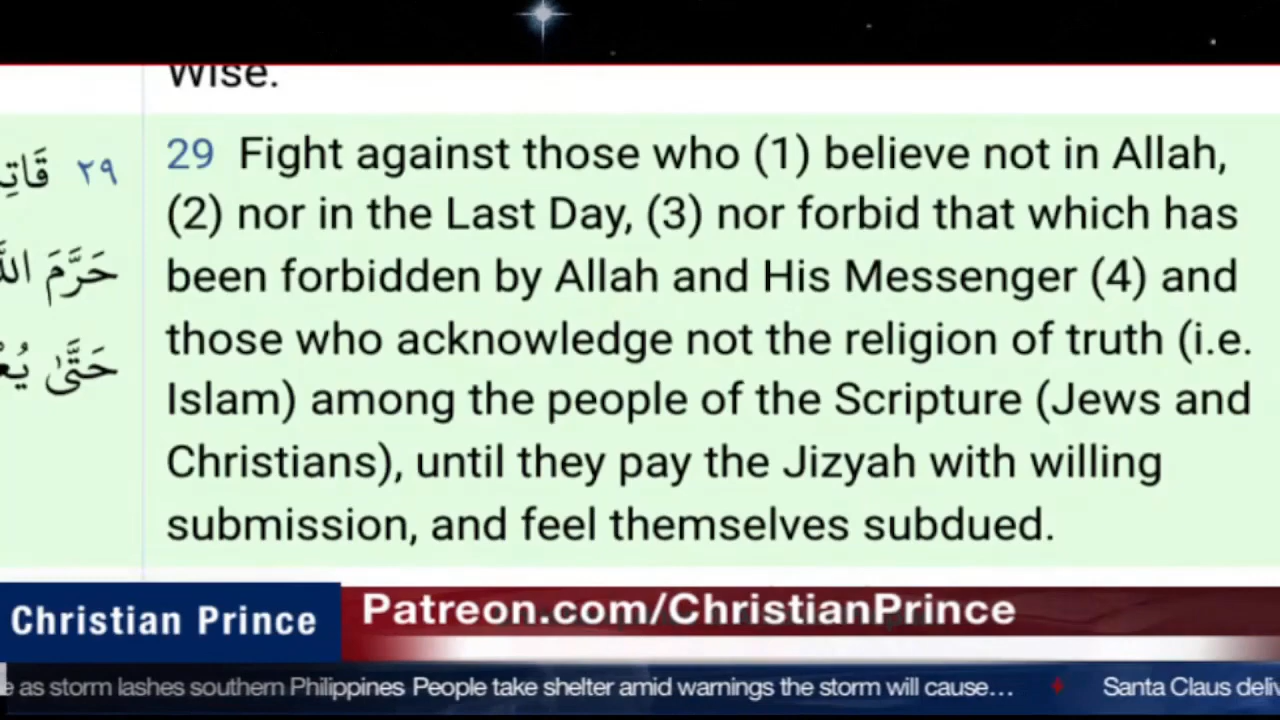 Wise.
29 Fight against those who (1) believe not in Allah,
(2) nor in the Last Day, (3) nor forbid that which has
been forbidden by Allah and His Messenger (4) and
those who acknowledge not the religion of truth (i.e.
Islam) among the people of the Scripture (Jews and
Christians), until they pay the Jizyah with willing
submission, and feel themselves subdued.
٢٩
حَرَّمَ
حَتَّىٰ
Christian Prince
Patreon.com/ChristianPrince
as storm lashes southern Philippines People take shelter amid warnings the storm will cause... Santa Claus